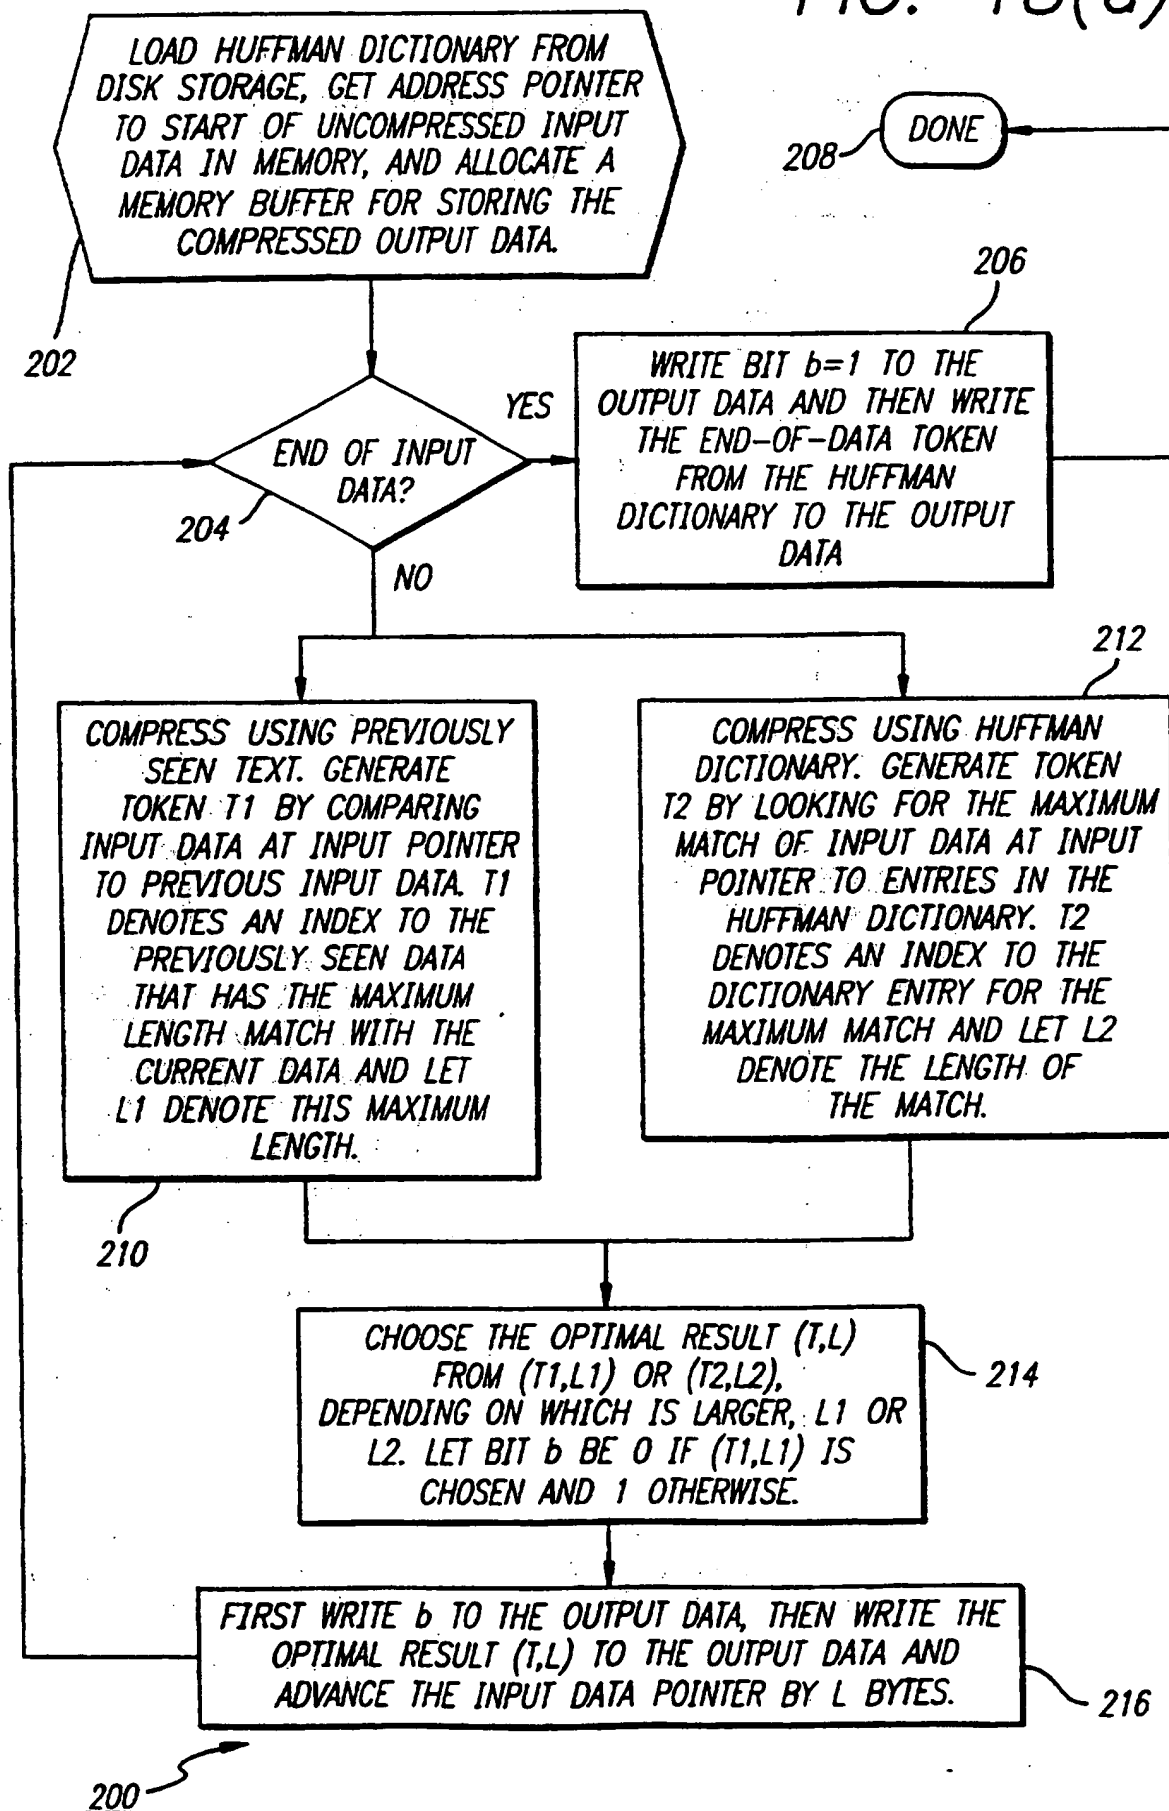 FIG.
LOAD HUFFMAN DICTIONARY FROM
DISK STORAGE, GET ADDRESS POINTER
TO START OF UNCOMPRESSED INPUT
DATA IN MEMORY, AND ALLOCATE A
MEMORY BUFFER FOR STORING THE
COMPRESSED OUTPUT DATA.
202
208
DONE
206
END OF INPUT
DATA?
204
YES
NO
WRITE BIT b=1 TO THE
OUTPUT DATA AND THEN WRITE
THE END-OF-DATA TOKEN
FROM THE HUFFMAN
DICTIONARY TO THE OUTPUT
DATA
212
COMPRESS USING PREVIOUSLY
SEEN TEXT. GENERATE
TOKEN T1 BY COMPARING
INPUT DATA AT INPUT POINTER
TO PREVIOUS INPUT DATA. T1
DENOTES AN INDEX TO THE
PREVIOUSLY SEEN DATA
THAT HAS THE MAXIMUM
LENGTH MATCH WITH THE
CURRENT DATA AND LET
L1 DENOTE THIS MAXIMUM
LENGTH.
210
COMPRESS USING HUFFMAN
DICTIONARY. GENERATE TOKEN
T2 BY LOOKING FOR THE MAXIMUM
MATCH OF INPUT DATA AT INPUT
POINTER TO ENTRIES IN THE
HUFFMAN DICTIONARY. T2
DENOTES AN INDEX TO THE
DICTIONARY ENTRY FOR THE
MAXIMUM MATCH AND LET L2
DENOTE THE LENGTH OF
THE MATCH.
CHOOSE THE OPTIMAL RESULT (T,L)
FROM (T1,L1) OR (T2,L2),
DEPENDING ON WHICH IS LARGER, L1 OR
L2. LET BIT b BE 0 IF (T1,L1) IS
CHOSEN AND 1 OTHERWISE.
214
FIRST WRITE b TO THE OUTPUT DATA, THEN WRITE THE
OPTIMAL RESULT (T,L) TO THE OUTPUT DATA AND
ADVANCE THE INPUT DATA POINTER BY L BYTES.
216
200